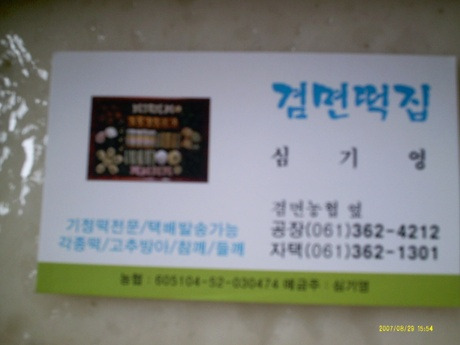 겸면떡집
심 기 영
겸면농협 옆
공장(061)362-4212
자택(061)362-1301
기정떡전문/택배발송가능
각종떡/고추방아/참깨/들깨
농협 : 605104-52-030474 예금주 : 심기영
2007/08/29 15:54